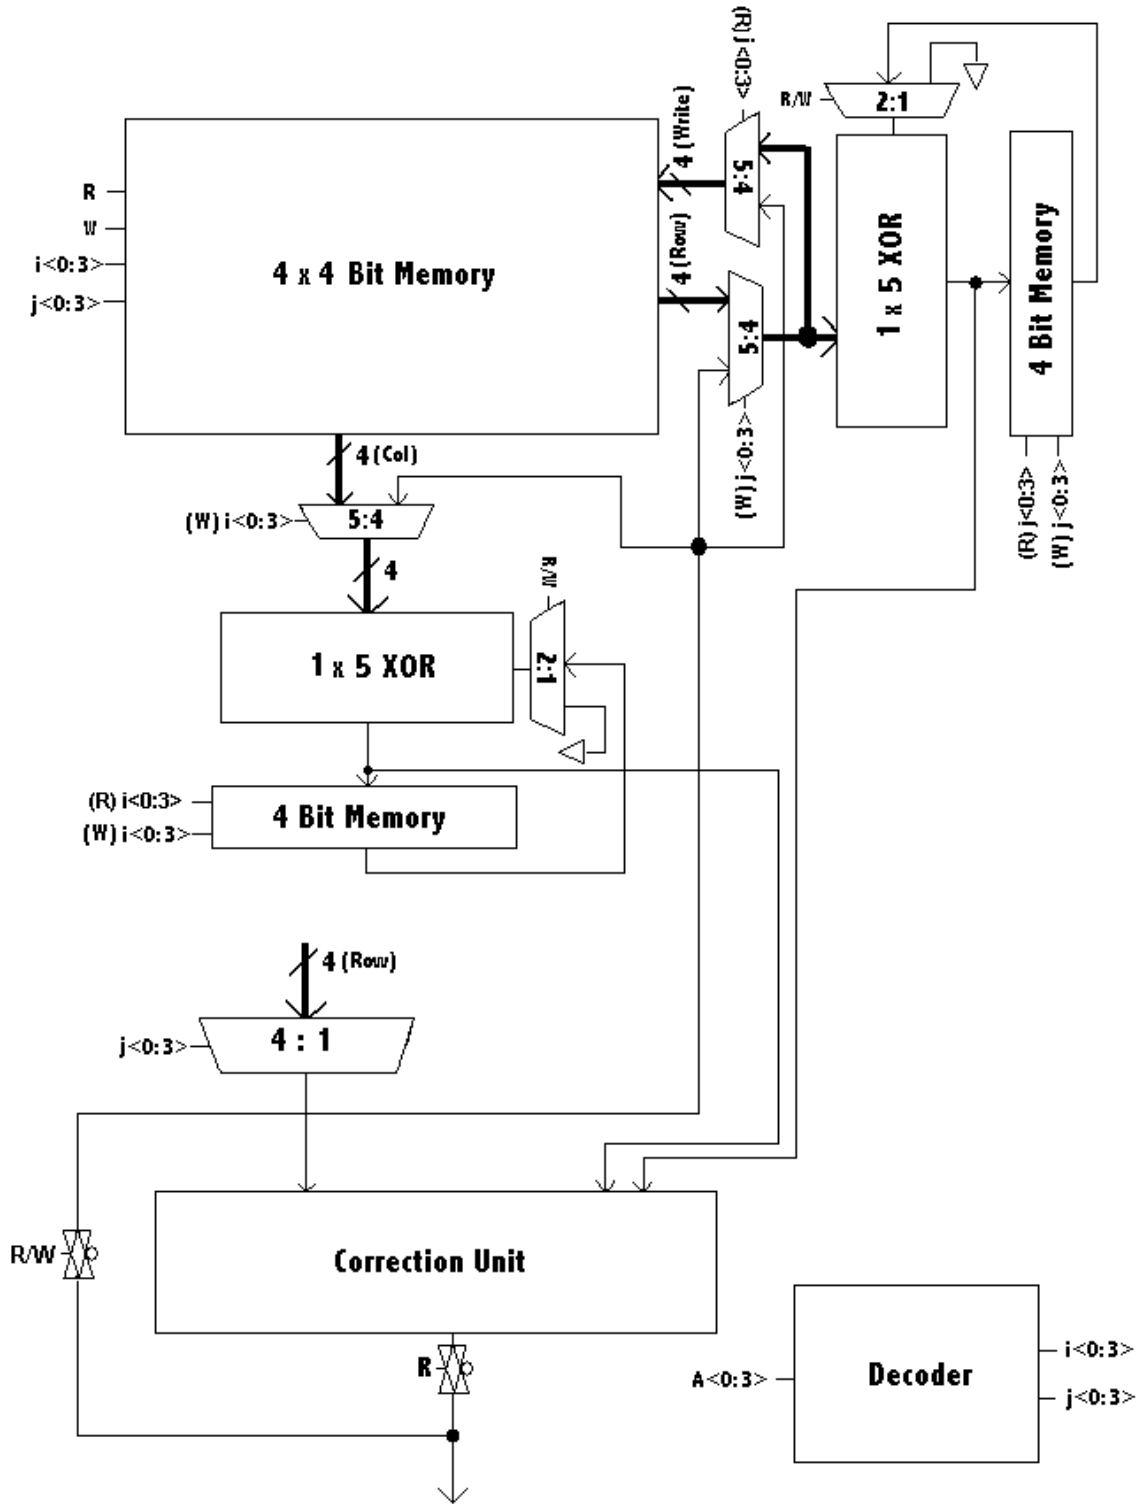 (R) j<0:3>
R/W
2:1
4 (Write)
5:4
R
W
i<0:3>
j<0:3>
4 x 4 Bit Memory
4 (Row)
5:4
1 x 5 XOR
4 Bit Memory
(W) j<0:3>
(R) j<0:3>
(W) j<0:3>
4 (Col)
(W) i<0:3>
5:4
4
R/W
1 x 5 XOR
2:1
(R) i<0:3>
(W) i<0:3>
4 Bit Memory
4 (Row)
j<0:3>
4 : 1
R/W
Correction Unit
R
A<0:3>
Decoder
i<0:3>
j<0:3>